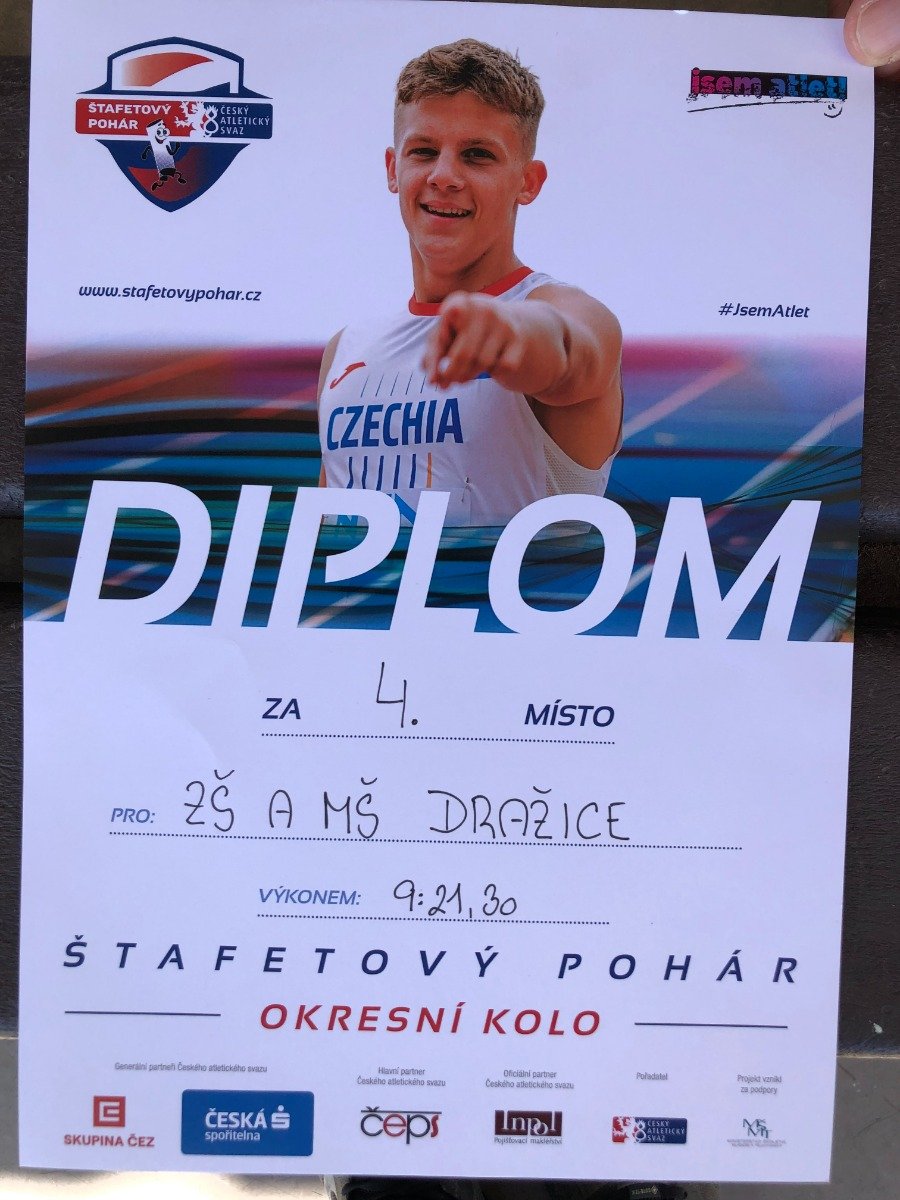 ŠTAFETOVÝ
POHÁR
ČESKÝ
ATLETICKÝ
SVAZ
jsem atlet!
www.stafetovypohar.cz
#JsemAtlet
CZECHIA
DIPLOM
ZA 4. MÍSTO
PRO: ZŠ A MŠ DRAŽICE
VÝKONEM: 9:21,30
ŠTAFETOVÝ POHÁR
OKRESNÍ KOLO
Generální partneři Českého atletického svazu
Hlavní partner
Českého atletického svazu
Oficiální partner
Českého atletického svazu
Pořadatel
Projekt vznikl
za podpory
SKUPINA ČEZ
ČESKÁ
spořitelna
čeps
Inpol
Pojišťovací makléřství
ČESKÝ
ATLETICKÝ
SVAZ